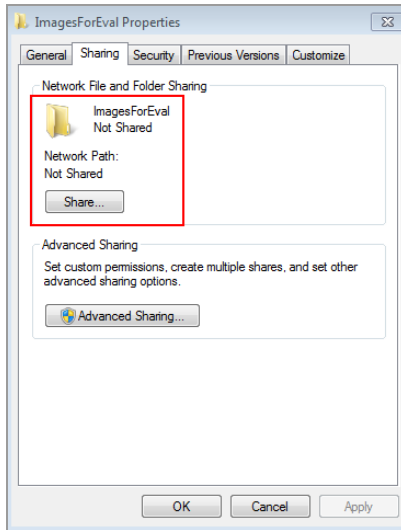 ImagesForEval Properties
General Sharing Security Previous Versions Customize
Network File and Folder Sharing
ImagesForEval
Not Shared
Network Path:
Not Shared
Share...
Advanced Sharing
Set custom permissions, create multiple shares, and set other
advanced sharing options.
Advanced Sharing...
OK Cancel Apply